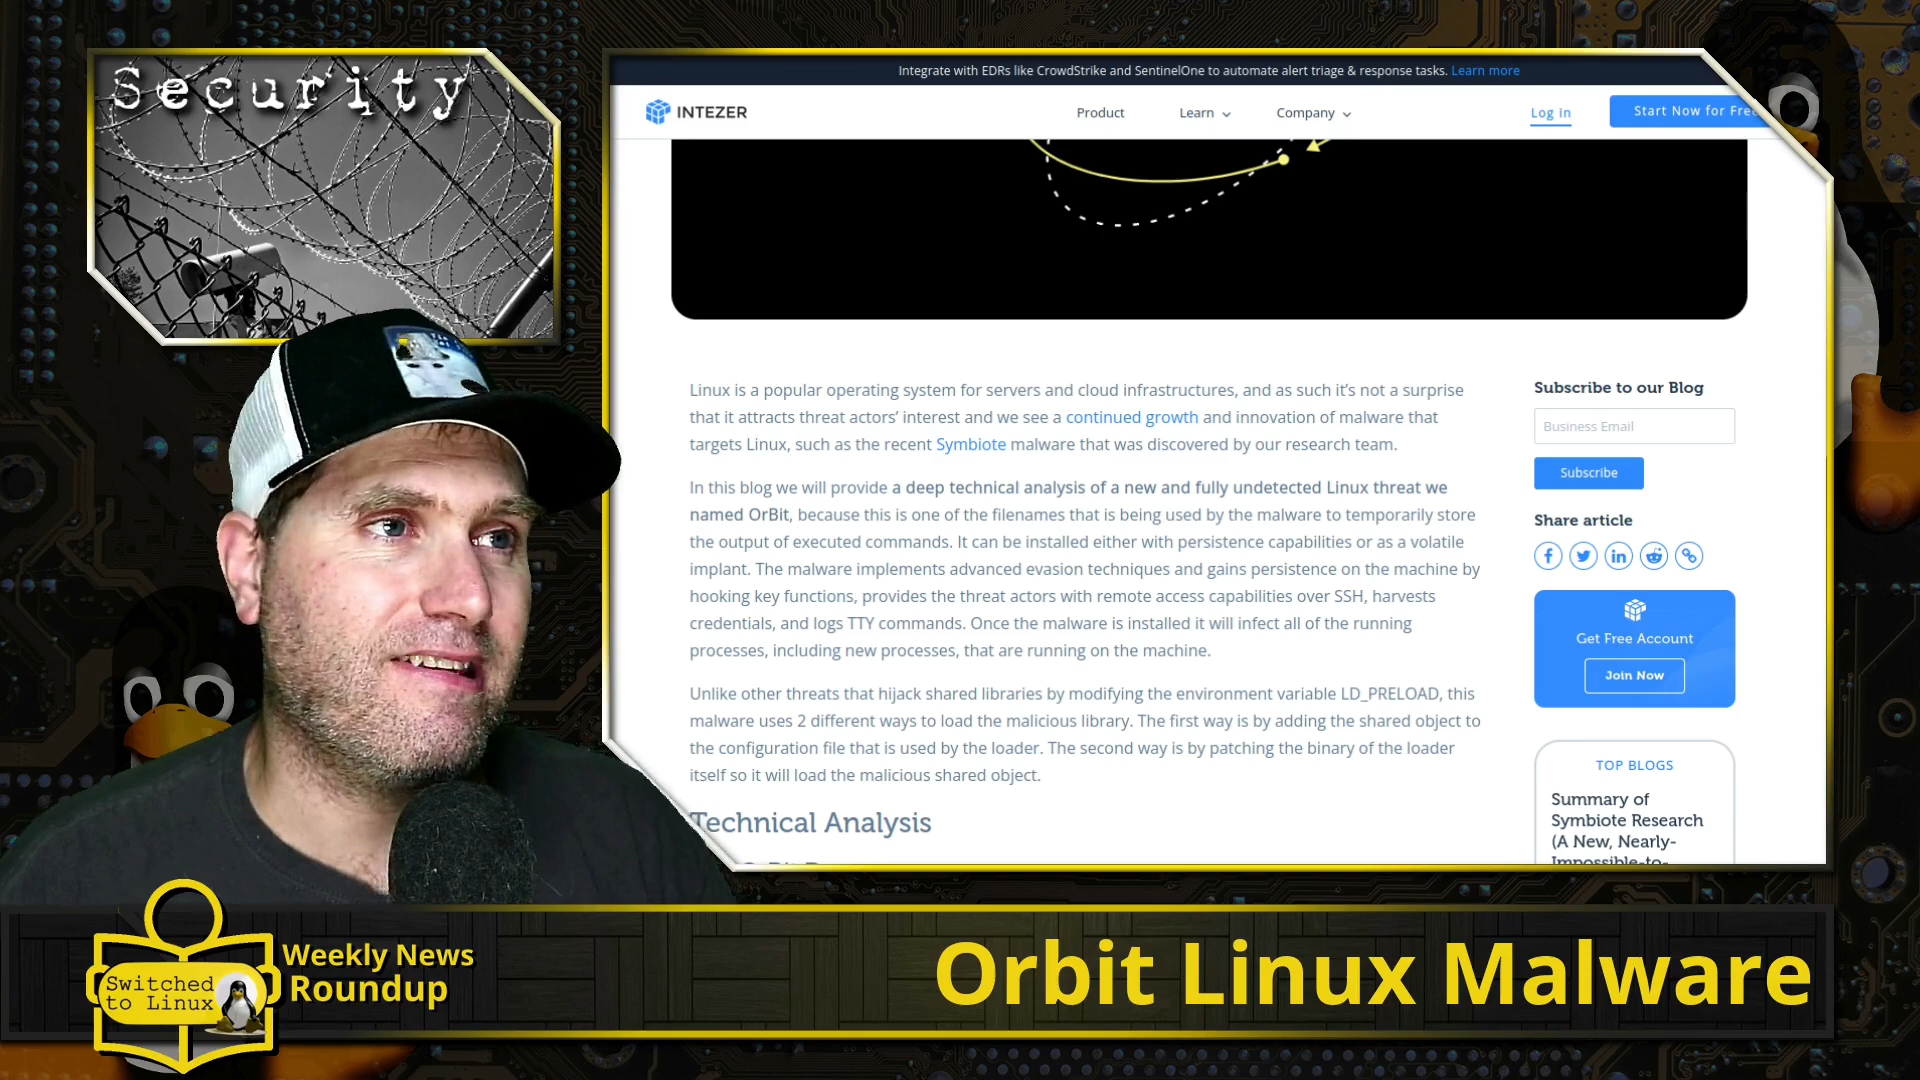 Security
Integrate with EDRs like CrowdStrike and SentinelOne to automate alert triage & response tasks. Learn more
INTEZER
Product
Learn
Company
Log in
Start Now for Free
Linux is a popular operating system for servers and cloud infrastructures, and as such it’s not a surprise
that it attracts threat actors’ interest and we see a continued growth and innovation of malware that
targets Linux, such as the recent Symbiote malware that was discovered by our research team.
In this blog we will provide a deep technical analysis of a new and fully undetected Linux threat we
named OrBit, because this is one of the filenames that is being used by the malware to temporarily store
the output of executed commands. It can be installed either with persistence capabilities or as a volatile
implant. The malware implements advanced evasion techniques and gains persistence on the machine by
hooking key functions, provides the threat actors with remote access capabilities over SSH, harvests
credentials, and logs TTY commands. Once the malware is installed it will infect all of the running
processes, including new processes, that are running on the machine.
Unlike other threats that hijack shared libraries by modifying the environment variable LD_PRELOAD, this
malware uses 2 different ways to load the malicious library. The first way is by adding the shared object to
the configuration file that is used by the loader. The second way is by patching the binary of the loader
itself so it will load the malicious shared object.
Technical Analysis
Subscribe to our Blog
Business Email
Subscribe
Share article
Get Free Account
Join Now
TOP BLOGS
Summary of
Symbiote Research
(A New, Nearly-
Impossible-to-
Switched
to Linux
Weekly News
Roundup
Orbit Linux Malware